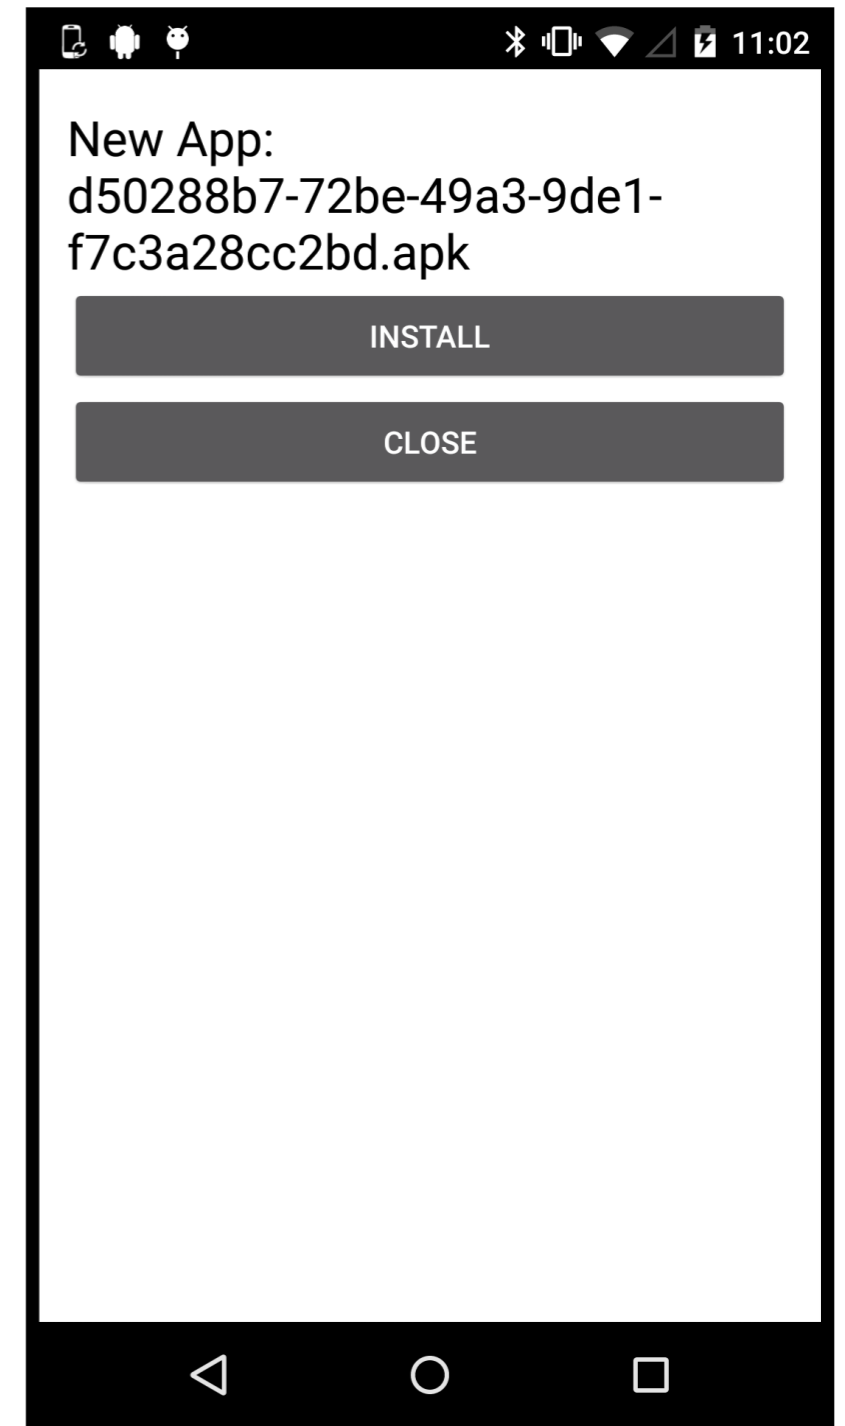 11:02
New App:
d50288b7-72be-49a3-9de1-
f7c3a28cc2bd.apk
INSTALL
CLOSE